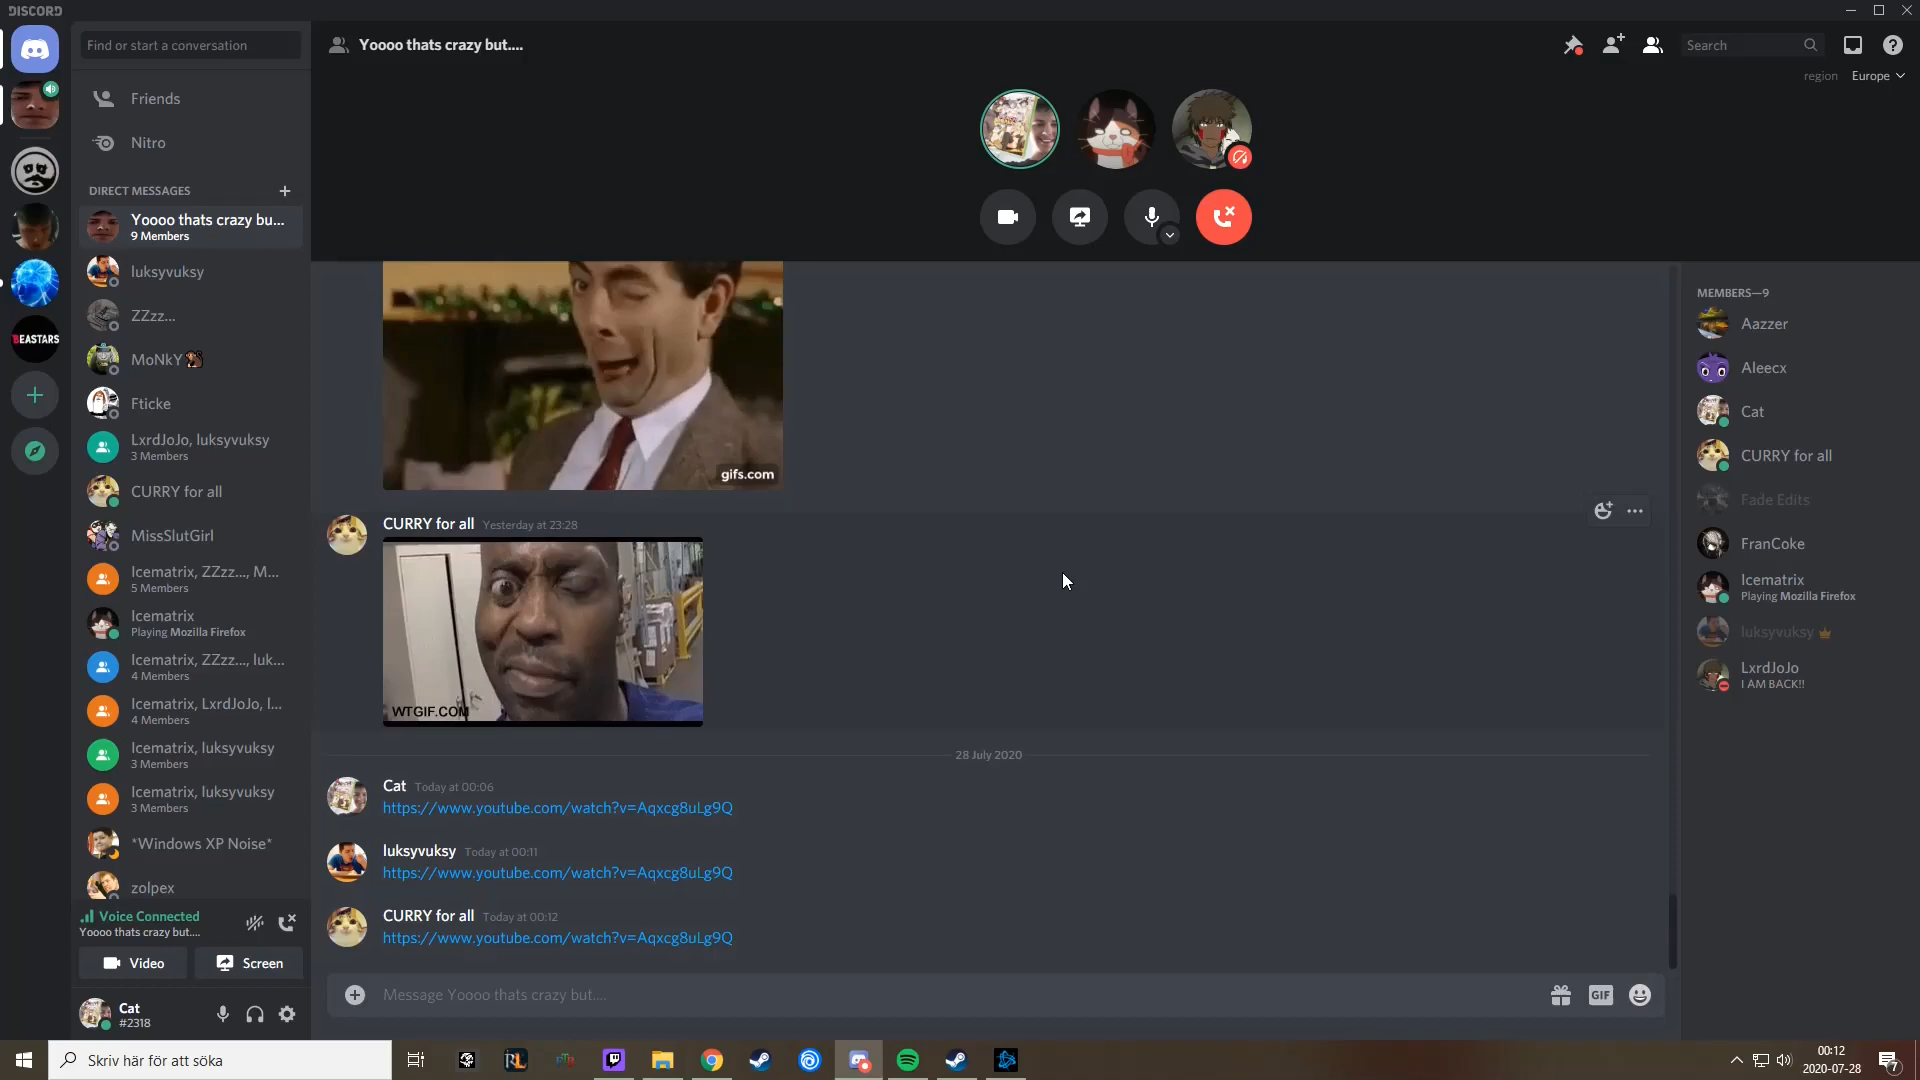 DISCORD
Find or start a conversation
Friends
Nitro
DIRECT MESSAGES
Yoooo thats crazy bu...
9 Members
luksyvuksy
ZZzz...
MoNkY
Fticke
LxrdJoJo, luksyvuksy
3 Members
CURRY for all
MissSlutGirl
Icematrix, ZZzz..., M...
5 Members
Icematrix
Playing Mozilla Firefox
Icematrix, ZZzz..., luk...
4 Members
Icematrix, LxrdJoJo, l...
4 Members
Icematrix, luksyvuksy
3 Members
Icematrix, luksyvuksy
3 Members
*Windows XP Noise*
zolpex
Voice Connected
Yoooo thats crazy but....
Video
Screen
Cat
#2318
BEASTARS
Yoooo thats crazy but....
Search
region Europe
gifs.com
CURRY for all Yesterday at 23:28
WTGIF.COM
28 July 2020
Cat Today at 00:06
https://www.youtube.com/watch?v=Aqxcg8uLg9Q
luksyvuksy Today at 00:11
https://www.youtube.com/watch?v=Aqxcg8uLg9Q
CURRY for all Today at 00:12
https://www.youtube.com/watch?v=Aqxcg8uLg9Q
Message Yoooo thats crazy but....
GIF
MEMBERS—9
Aazzer
Aleecx
Cat
CURRY for all
Fade Edits
FranCoke
Icematrix
Playing Mozilla Firefox
luksyvuksy
LxrdJoJo
I AM BACK!!
Skriv här för att söka
RL
00:12
2020-07-28
7